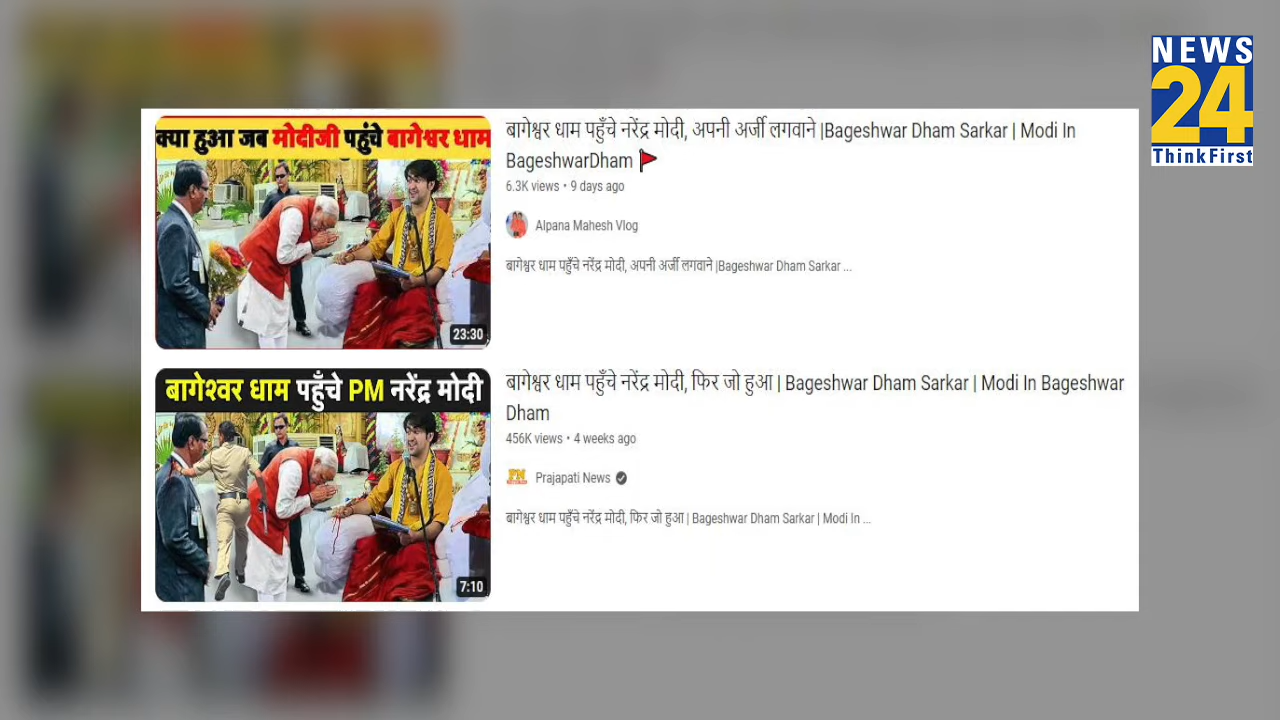 NEWS
24
ThinkFirst
क्या हुआ जब मोदीजी पहुंचे बागेश्वर धाम
23:30
बागेश्वर धाम पहुँचे नरेंद्र मोदी, अपनी अर्जी लगवाने |Bageshwar Dham Sarkar | Modi In
BageshwarDham
6.3K views • 9 days ago
Alpana Mahesh Vlog
बागेश्वर धाम पहुँचे नरेंद्र मोदी, अपनी अर्जी लगवाने |Bageshwar Dham Sarkar ...
बागेश्वर धाम पहुँचे PM नरेंद्र मोदी
7:10
बागेश्वर धाम पहुँचे नरेंद्र मोदी, फिर जो हुआ | Bageshwar Dham Sarkar | Modi In Bageshwar
Dham
456K views • 4 weeks ago
Prajapati News
बागेश्वर धाम पहुँचे नरेंद्र मोदी, फिर जो हुआ | Bageshwar Dham Sarkar | Modi In ...